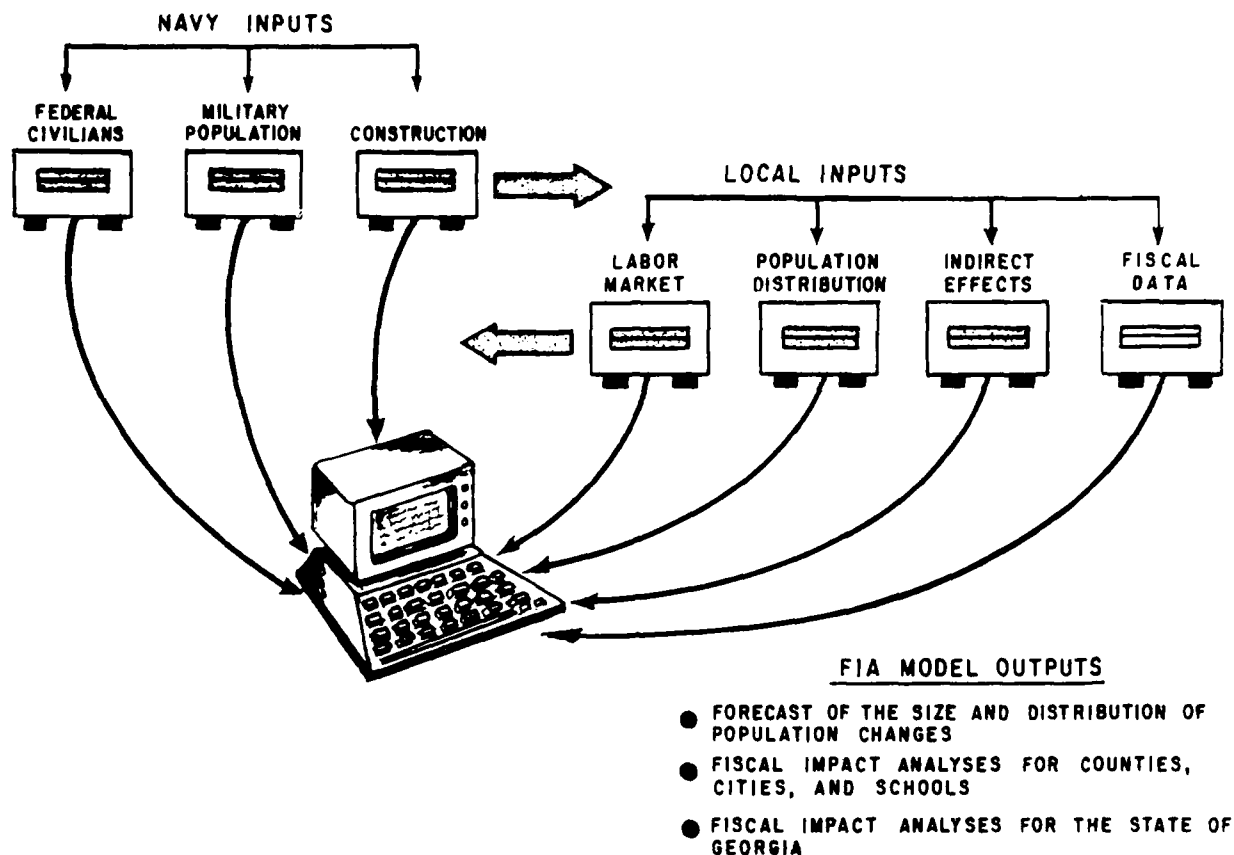 NAVY INPUTS
FEDERAL
CIVILIANS
MILITARY
POPULATION
CONSTRUCTION
LOCAL INPUTS
LABOR
MARKET
POPULATION
DISTRIBUTION
INDIRECT
EFFECTS
FISCAL
DATA
FIA MODEL OUTPUTS
● FORECAST OF THE SIZE AND DISTRIBUTION OF
POPULATION CHANGES
● FISCAL IMPACT ANALYSES FOR COUNTIES,
CITIES, AND SCHOOLS
● FISCAL IMPACT ANALYSES FOR THE STATE OF
GEORGIA